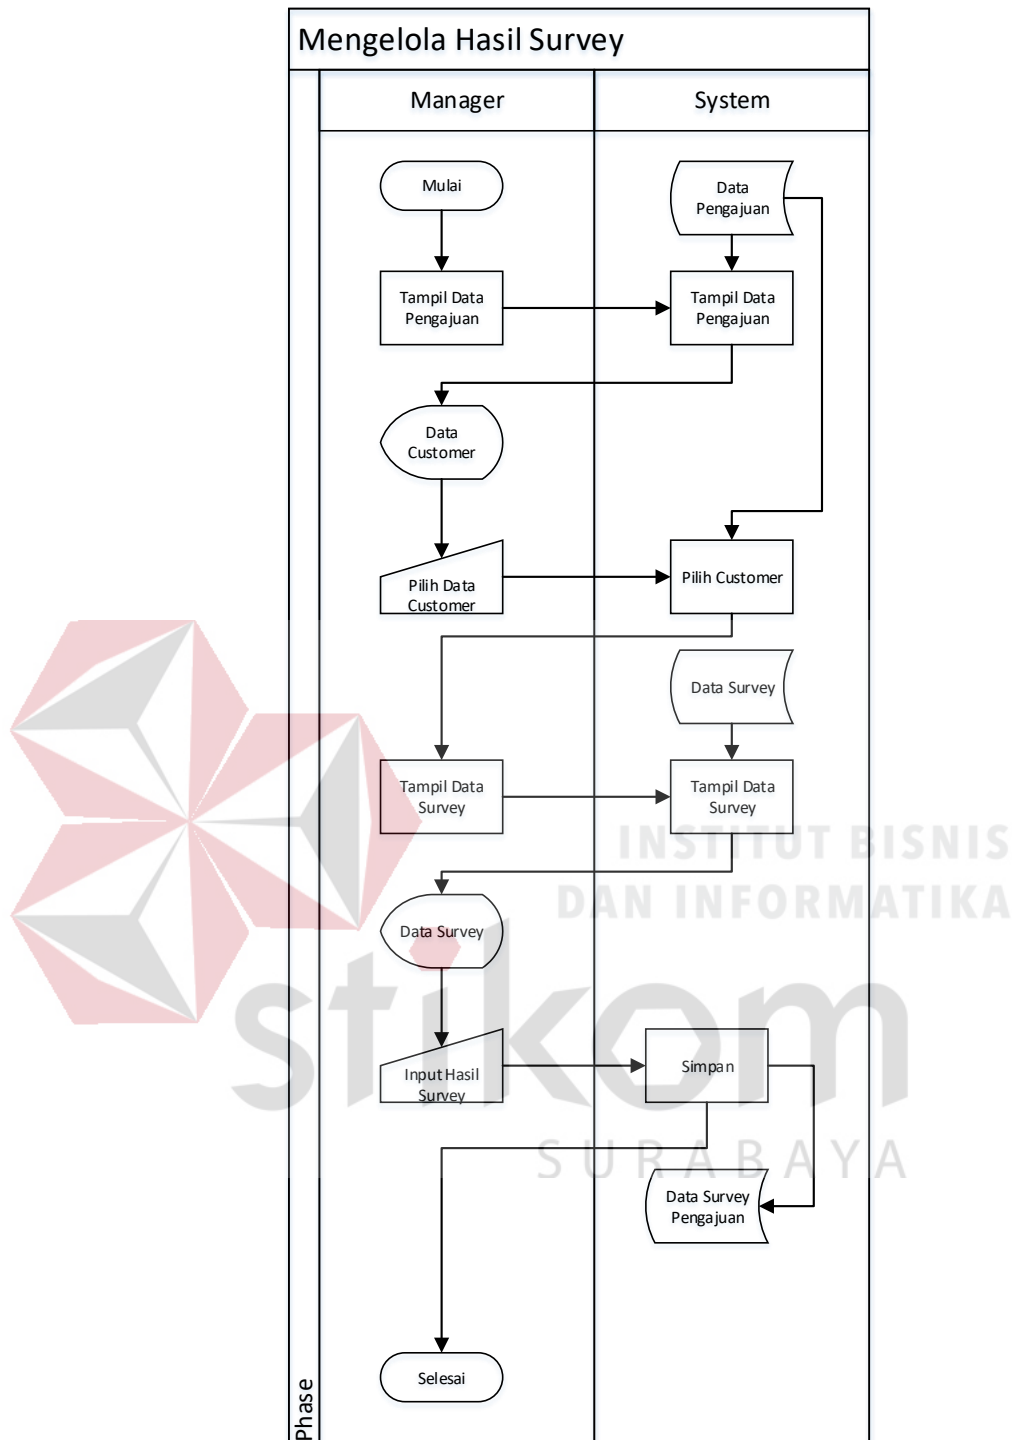 Mengelola Hasil Survey
Manager
System
Mulai
Data
Pengajuan
Tampil Data
Pengajuan
Tampil Data
Pengajuan
Data
Customer
Pilih Data
Customer
Pilih Customer
Data Survey
Tampil Data
Survey
Tampil Data
Survey
INSTITUT BISNIS
DAN INFORMATIKA
Data Survey
stikom
Input Hasil
Survey
Simpan
SURABAYA
Data Survey
Pengajuan
Selesai
Phase